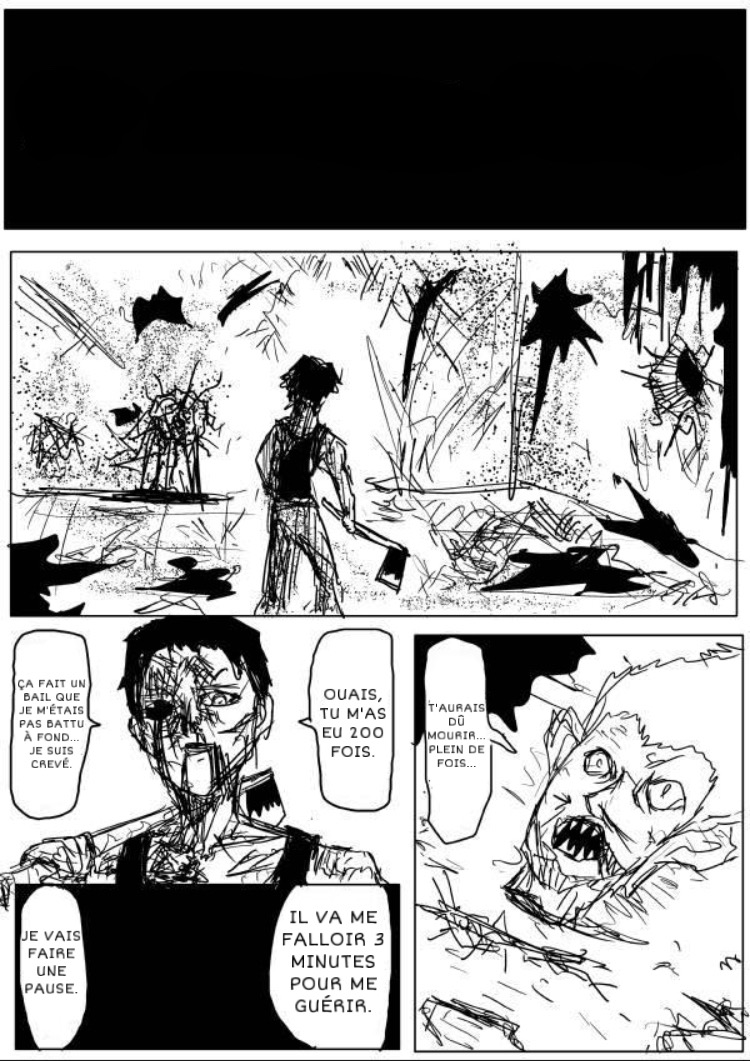 T'AURAIS
DÛ
MOURIR...
PLEIN DE
FOIS...
OUAIS,
TU M'AS
EU 200
FOIS.
ÇA FAIT UN
BAIL QUE
JE M'ÉTAIS
PAS BATTU
À FOND...
JE SUIS
CREVÉ.
IL VA ME
FALLOIR 3
MINUTES
POUR ME
GUÉRIR.
JE VAIS
FAIRE
UNE
PAUSE.